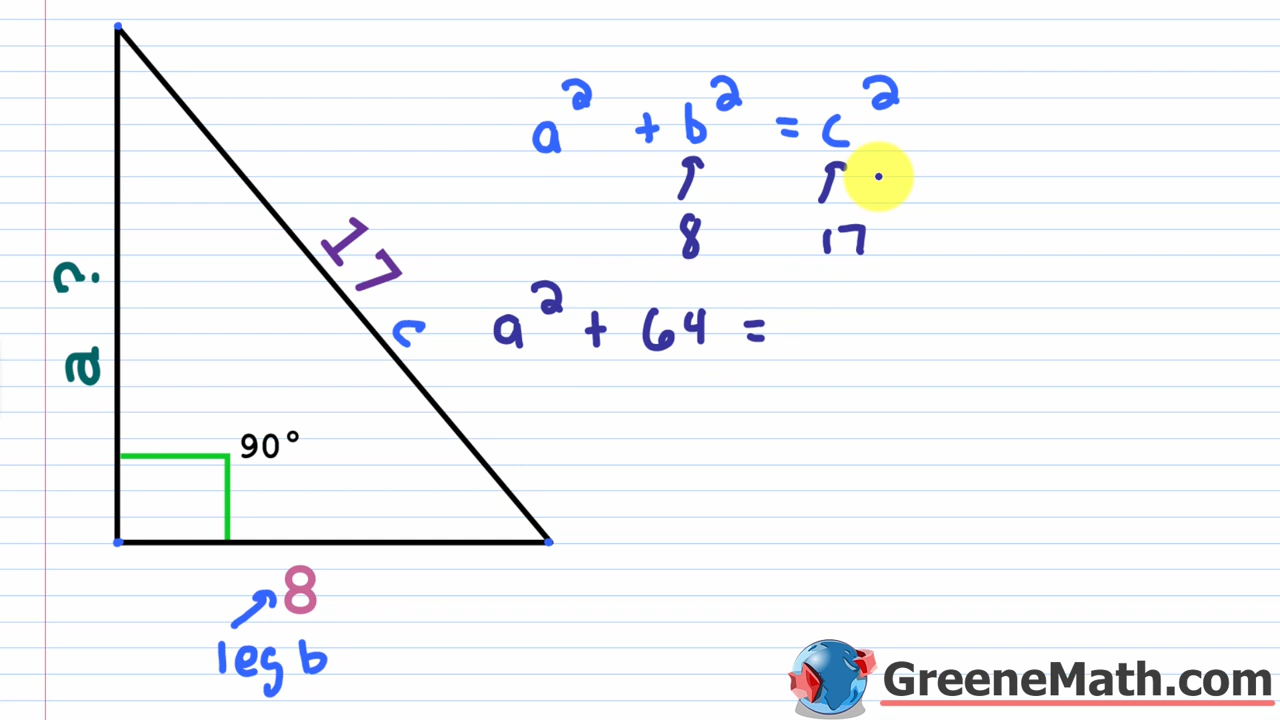 a² + b² = c²
8 17
a² + 64 =
17
c
a ?
90°
8
leg b
GreeneMath.com